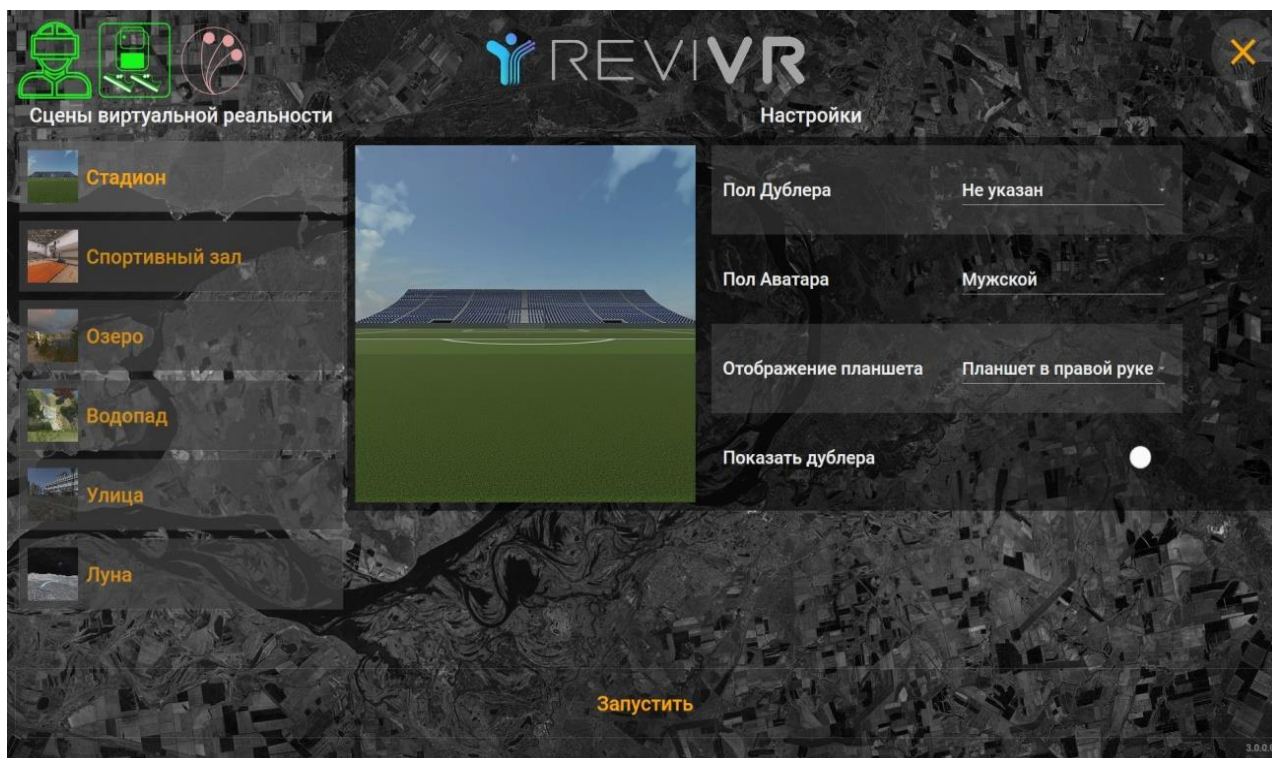 REVIVR
Сцены виртуальной реальности
Настройки
Стадион
Спортивный зал
Озеро
Водопад
Улица
Луна
Пол Дублера Не указан
Пол Аватара Мужской
Отображение планшета Планшет в правой руке
Показать дублера
Запустить